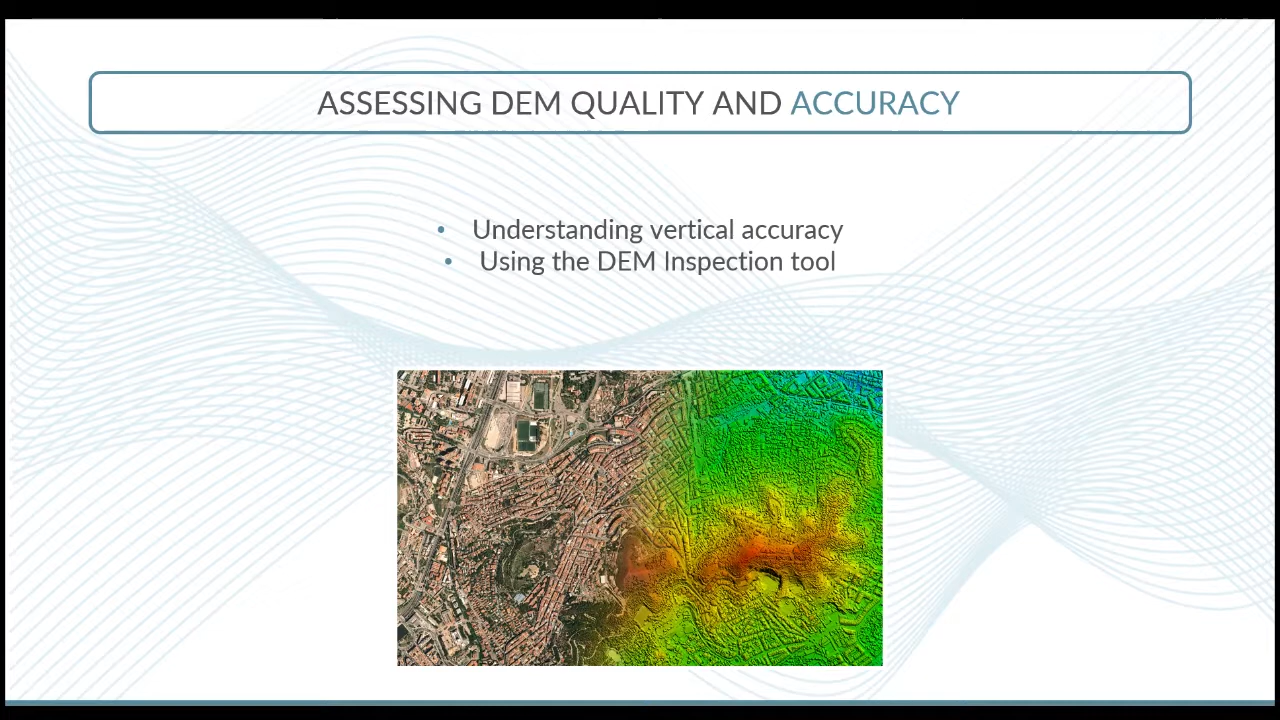 ASSESSING DEM QUALITY AND ACCURACY
• Understanding vertical accuracy
• Using the DEM Inspection tool